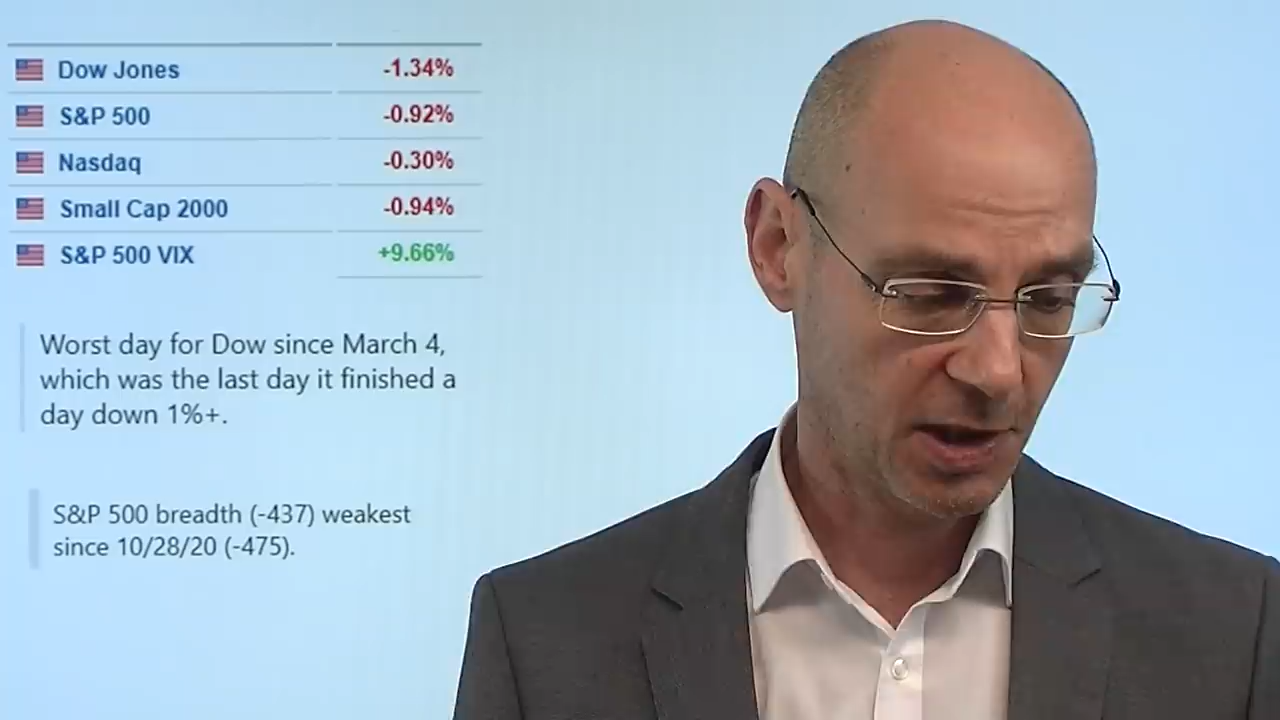 Dow Jones -1.34%
S&P 500 -0.92%
Nasdaq -0.30%
Small Cap 2000 -0.94%
S&P 500 VIX +9.66%
Worst day for Dow since March 4,
which was the last day it finished a
day down 1%+.
S&P 500 breadth (-437) weakest
since 10/28/20 (-475).